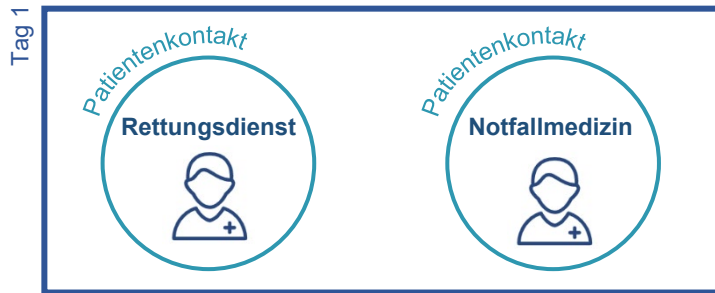 Tag 1
Patientenkontakt
Rettungsdienst
Patientenkontakt
Notfallmedizin